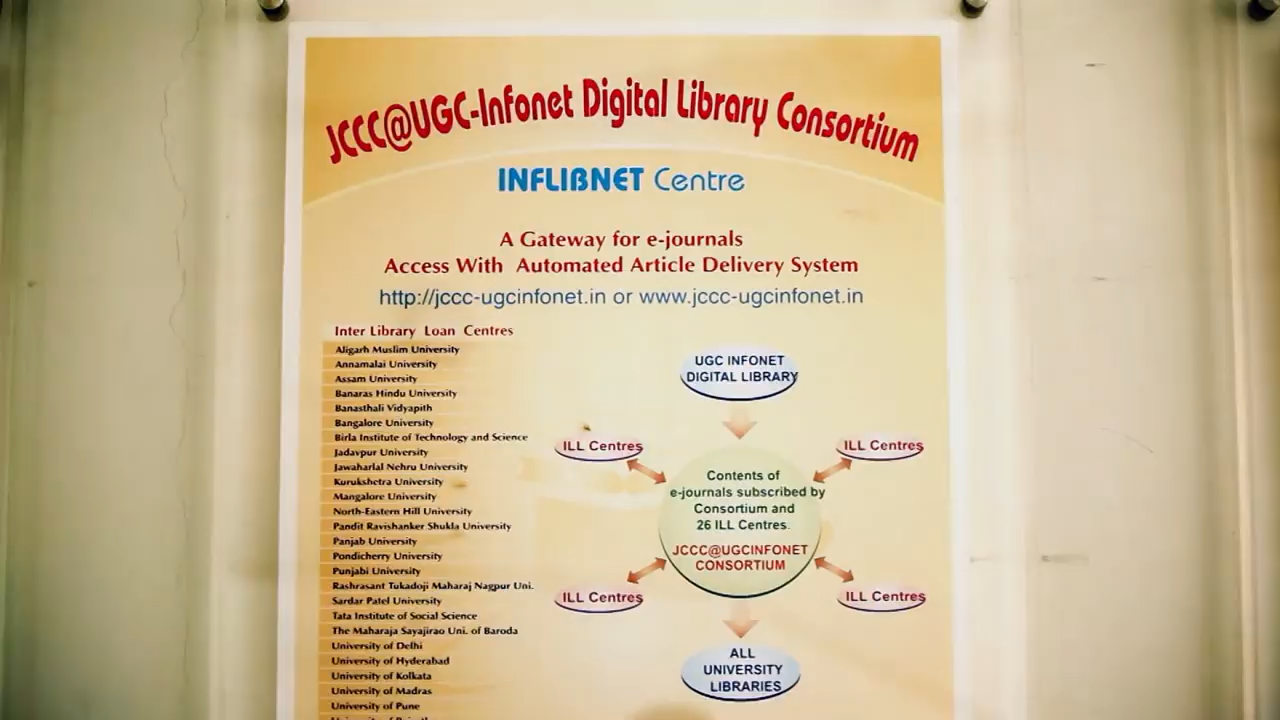 JCCC@UGC-Infonet Digital Library Consortium
INFLIBNET Centre
A Gateway for e-journals
Access With Automated Article Delivery System
http://jccc-ugcinfonet.in or www.jccc-ugcinfonet.in
Inter Library Loan Centres
Aligarh Muslim University
Annamalai University
Assam University
Banaras Hindu University
Banasthali Vidyapith
Bangalore University
Birla Institute of Technology and Science
Jadavpur University
Jawaharlal Nehru University
Kurukshetra University
Mangalore University
North-Eastern Hill University
Pandit Ravishanker Shukla University
Panjab University
Pondicherry University
Punjabi University
Rashrasant Tukadoji Maharaj Nagpur Uni.
Sardar Patel University
Tata Institute of Social Science
The Maharaja Sayajirao Uni. of Baroda
University of Delhi
University of Hyderabad
University of Kolkata
University of Madras
University of Pune
UGC INFONET
DIGITAL LIBRARY
ILL Centres
ILL Centres
Contents of
e-journals subscribed by
Consortium and
26 ILL Centres.
JCCC@UGCINFONET
CONSORTIUM
ILL Centres
ILL Centres
ALL
UNIVERSITY
LIBRARIES